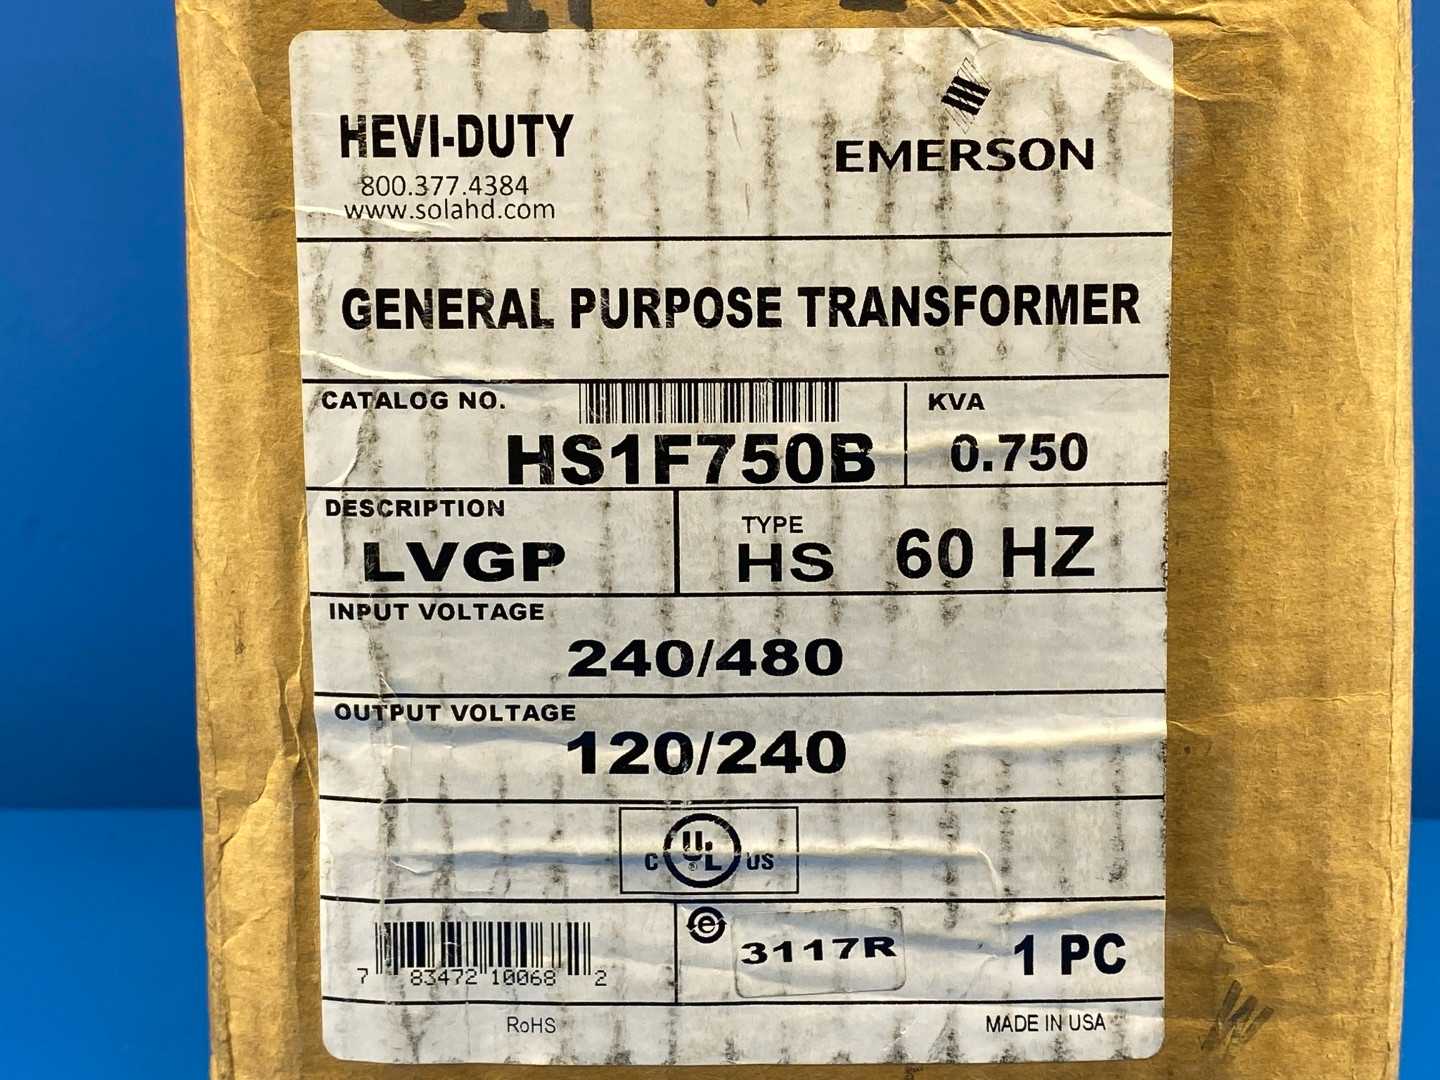 HEVI-DUTY
800.377.4384
www.solahd.com
EMERSON
GENERAL PURPOSE TRANSFORMER
CATALOG NO.
HS1F750B
KVA
0.750
DESCRIPTION
LVGP
TYPE
HS 60 HZ
INPUT VOLTAGE
240/480
OUTPUT VOLTAGE
120/240
C UL US
®
7 83472 10068 2
e
3117R
1 PC
RoHS
MADE IN USA
W